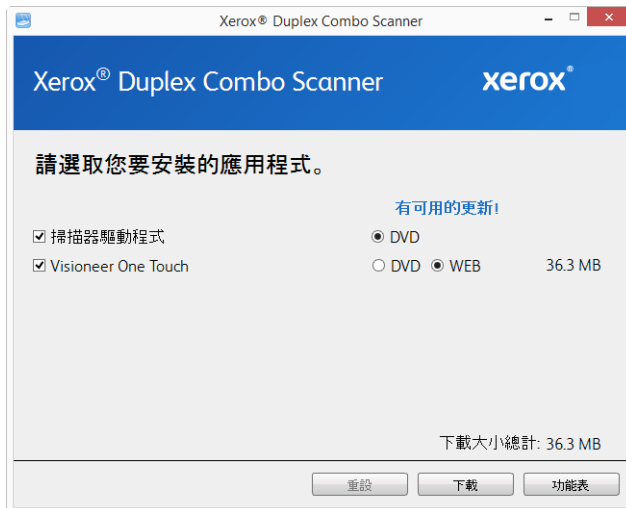 Xerox® Duplex Combo Scanner
Xerox® Duplex Combo Scanner
xerox®
請選取您要安裝的應用程式。
有可用的更新!
掃描器驅動程式 DVD
Visioneer One Touch DVD WEB 36.3 MB
下載大小總計: 36.3 MB
重設 下載 功能表